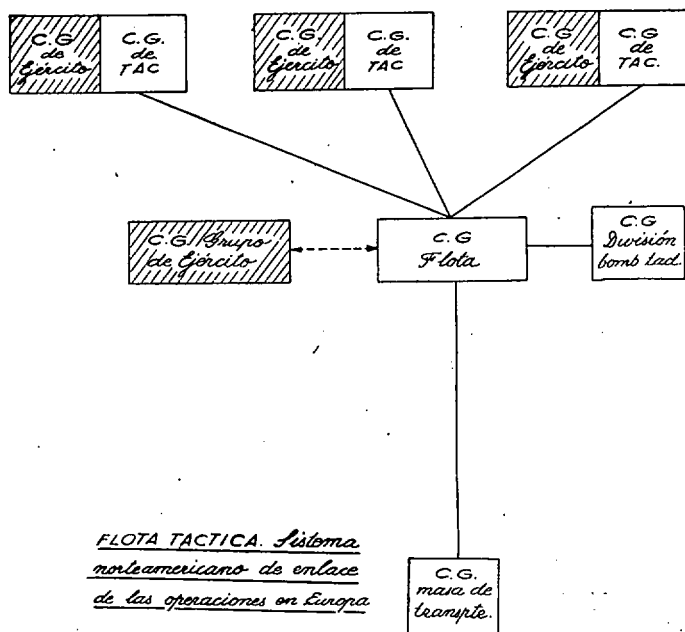 C.G
de
Ejército
C.G.
de
TAC
C.G.
de
Ejército
C.G.
de
TAC
C.G
de
Ejército
C.G
de
TAC.
C.G. Grupo
de Ejército
C.G
Flota
C.G
División
bomb tact.
FLOTA TACTICA. Sistema
norteamericano de enlace
de las operaciones en Europa
C.G.
masa de
transpte.